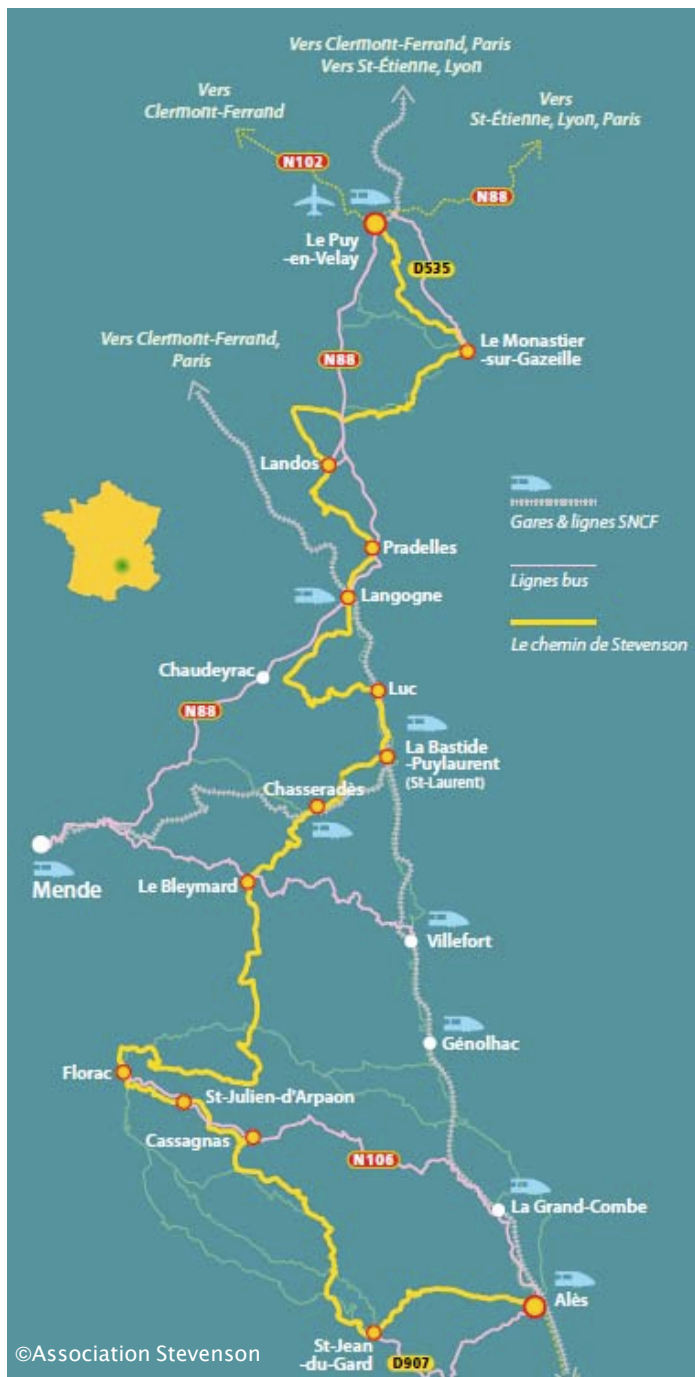 Vers Clermont-Ferrand, Paris
Vers St-Étienne, Lyon
Vers
Clermont-Ferrand
Vers
St-Étienne, Lyon, Paris
N102
N88
Le Puy
-en-Velay
D535
Vers Clermont-Ferrand,
Paris
N88
Le Monastier
-sur-Gazeille
Landos
Gares & lignes SNCF
Pradelles
Lignes bus
Langogne
Le chemin de Stevenson
Chaudeyrac
Luc
N88
La Bastide
-Puylaurent
(St-Laurent)
Chasseradès
Mende
Le Bleymard
Villefort
Génolhac
Florac
St-Julien-d'Arpaon
Cassagnas
N106
La Grand-Combe
Alès
St-Jean
-du-Gard
D907
©Association Stevenson